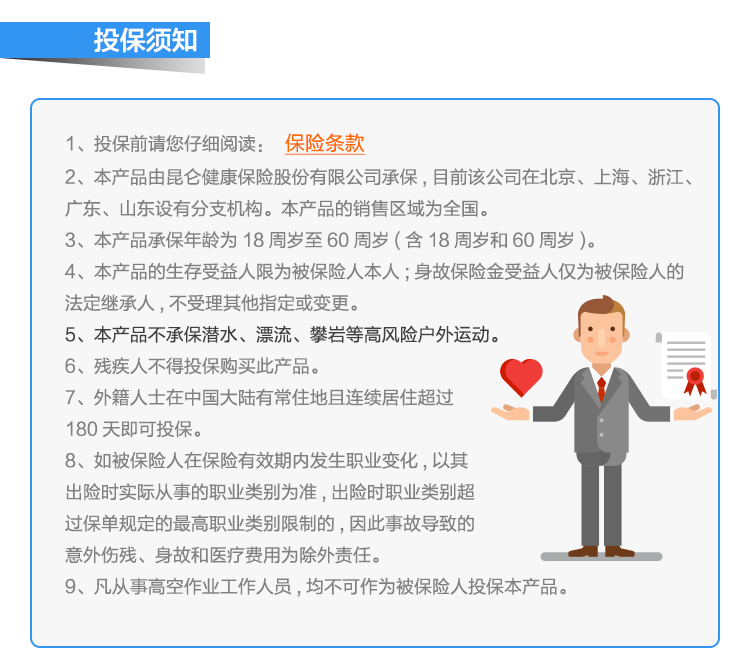 投保须知
1、投保前请您仔细阅读： 保险条款
2、本产品由昆仑健康保险股份有限公司承保 , 目前该公司在北京、上海、浙江、
广东、山东设有分支机构。本产品的销售区域为全国。
3、本产品承保年龄为 18 周岁至 60 周岁 ( 含 18 周岁和 60 周岁 )。
4、本产品的生存受益人限为被保险人本人 ; 身故保险金受益人仅为被保险人的
法定继承人 , 不受理其他指定或变更。
5、本产品不承保潜水、漂流、攀岩等高风险户外运动。
6、残疾人不得投保购买此产品。
7、外籍人士在中国大陆有常住地且连续居住超过
180 天即可投保。
8、如被保险人在保险有效期内发生职业变化 , 以其
出险时实际从事的职业类别为准 , 出险时职业类别超
过保单规定的最高职业类别限制的 , 因此事故导致的
意外伤残、身故和医疗费用为除外责任。
9、凡从事高空作业工作人员 , 均不可作为被保险人投保本产品。